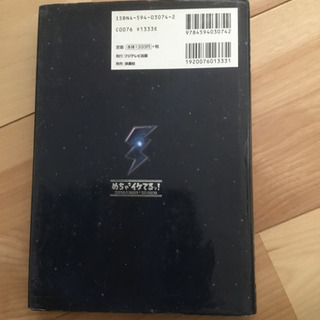 ISBN4-594-03074-2
C0076 ¥1333E
定価 本体1333円+税
発行 フジテレビ出版
発売 扶桑社
9784594030742
1920076013331
めちゃ²イケてるッ!